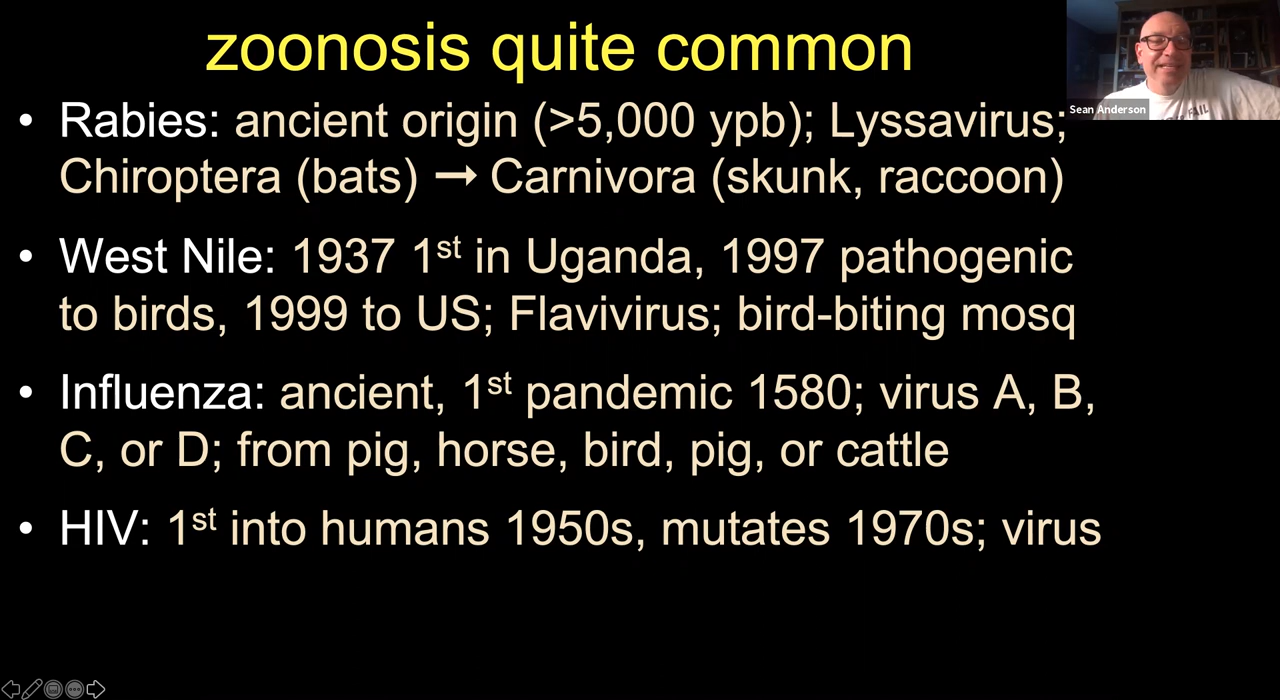 zoonosis quite common
Sean Anderson
• Rabies: ancient origin (>5,000 ypb); Lyssavirus;
Chiroptera (bats) → Carnivora (skunk, raccoon)
• West Nile: 1937 1st in Uganda, 1997 pathogenic
to birds, 1999 to US; Flavivirus; bird-biting mosq
• Influenza: ancient, 1st pandemic 1580; virus A, B,
C, or D; from pig, horse, bird, pig, or cattle
• HIV: 1st into humans 1950s, mutates 1970s; virus